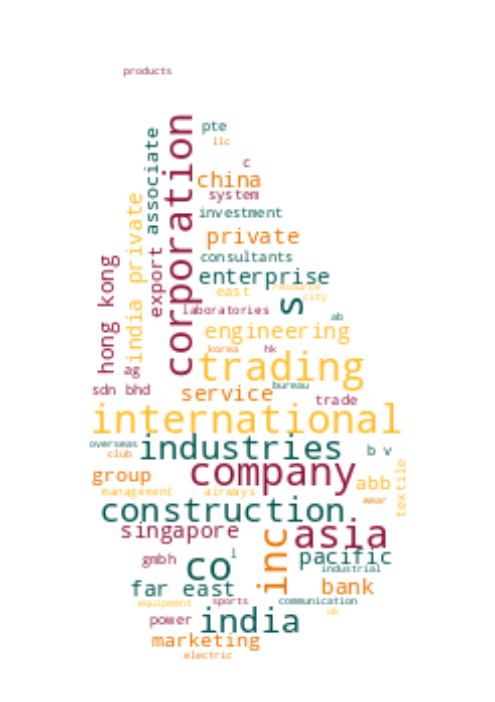 products
corporation
pte
llc
associate
c
china
system
india private
investment
private
export
consultants
hong kong
enterprise
east
resource
city
s
laboratories
ab
engineering
korea
hk
trading
ag
sdn bhd
bureau
service
trade
international
overseas
industries
club
b v
company
group
abb
textile
management
airways
wear
construction
singapore
inc
asia
pacific
gmbh
l
co
industrial
far east
bank
equipment
sports
communication
uk
power
india
marketing
electric